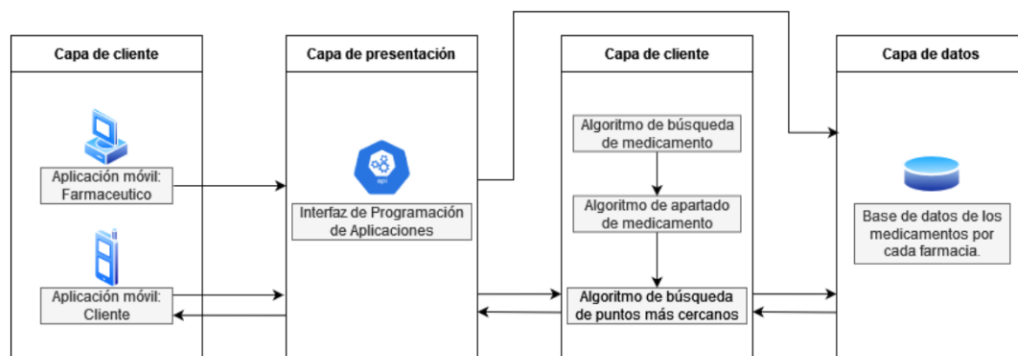 Capa de cliente
Aplicación móvil:
Farmaceutico
Aplicación móvil:
Cliente
Capa de presentación
api
Interfaz de Programación
de Aplicaciones
Capa de cliente
Algoritmo de búsqueda
de medicamento
Algoritmo de apartado
de medicamento
Algoritmo de búsqueda
de puntos más cercanos
Capa de datos
Base de datos de los
medicamentos por
cada farmacia.